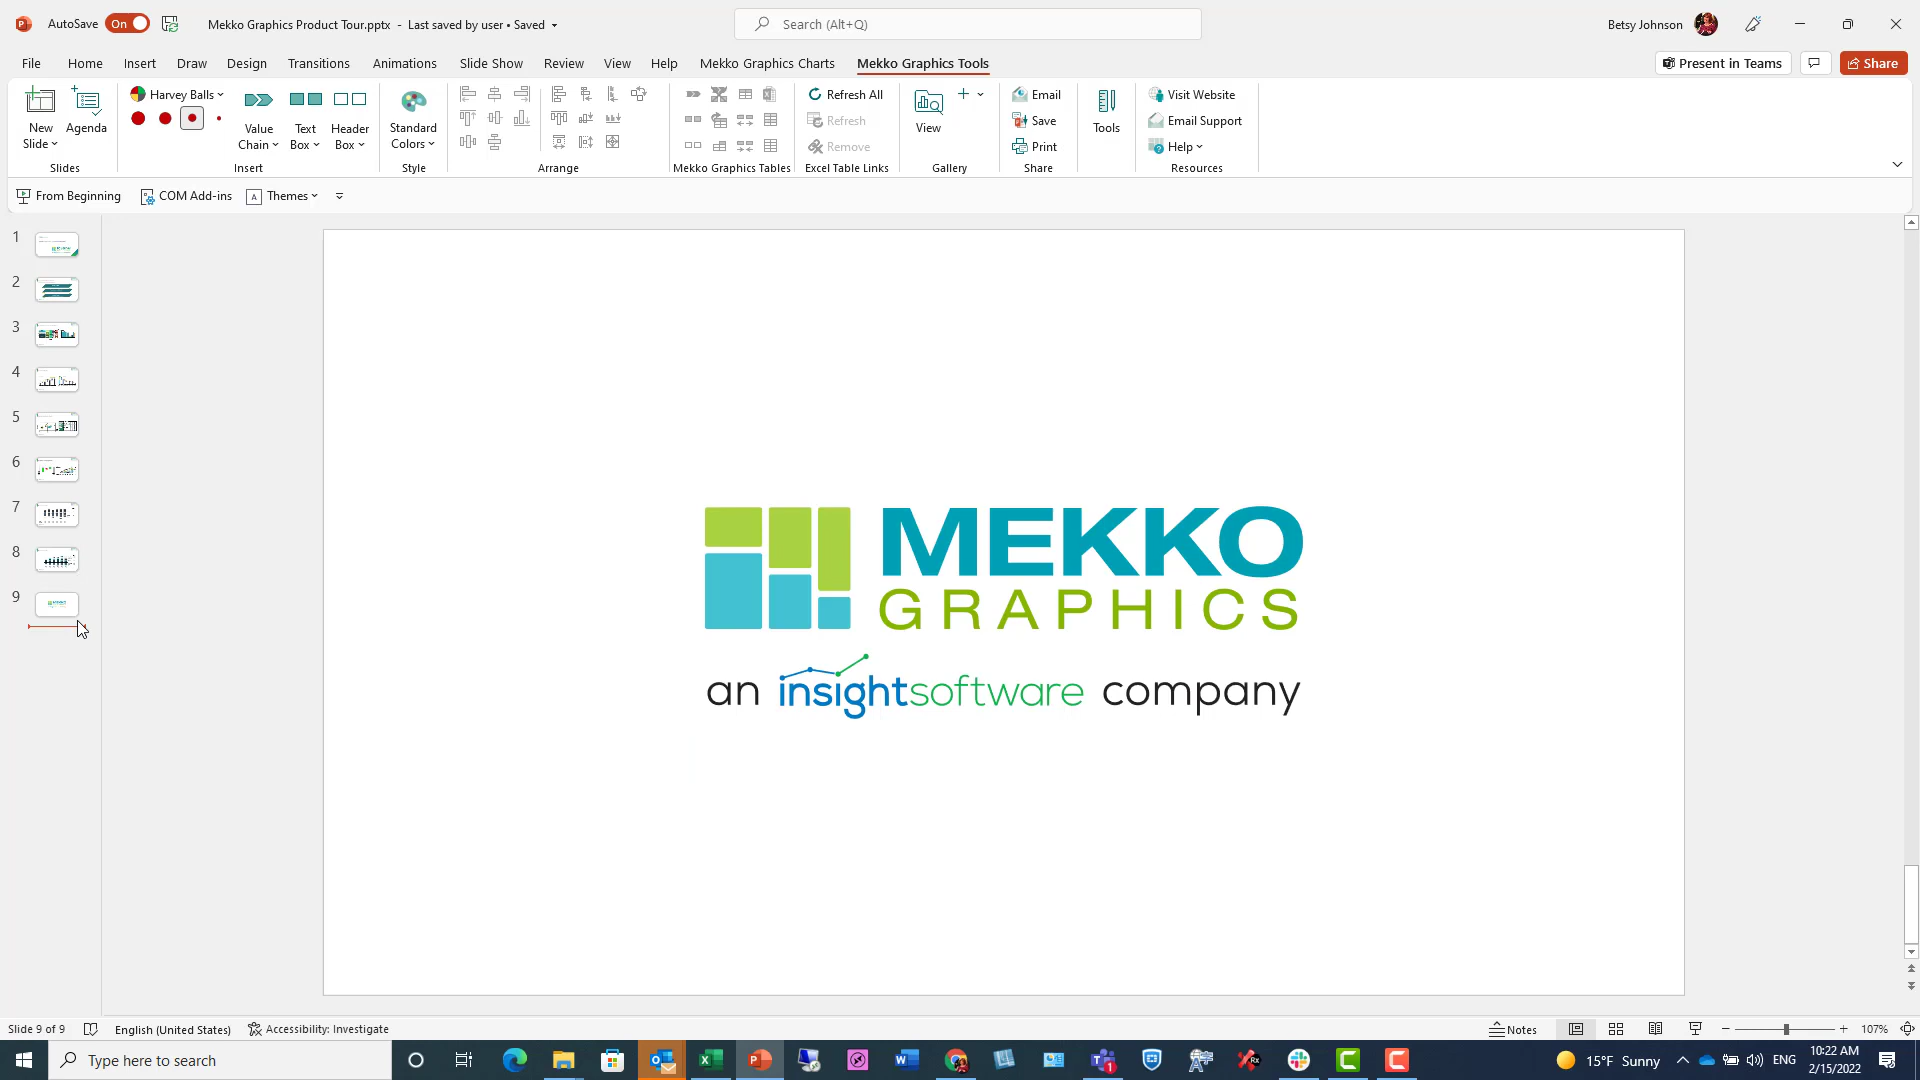 AutoSave On Mekko Graphics Product Tour.pptx - Last saved by user • Saved Search (Alt+Q) Betsy Johnson
File Home Insert Draw Design Transitions Animations Slide Show Review View Help Mekko Graphics Charts Mekko Graphics Tools Present in Teams Share
Harvey Balls Refresh All Email Visit Website
New Slide Agenda Value Chain Text Box Header Box Standard Colors Refresh View Save Tools Email Support
Remove Print Help
Slides Insert Style Arrange Mekko Graphics Tables Excel Table Links Gallery Share Resources
From Beginning COM Add-ins A Themes
1
2
3
4
5
6
7
8
9
MEKKO
GRAPHICS
an insightsoftware company
Slide 9 of 9 English (United States) Accessibility: Investigate Notes 107%
Type here to search 1 15°F Sunny ENG 10:22 AM
2/15/2022